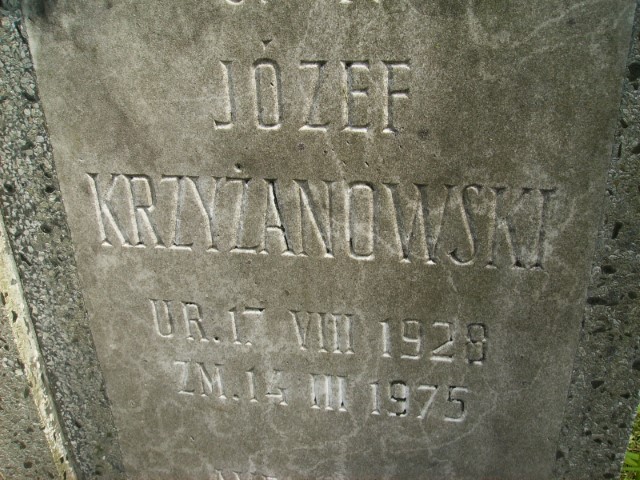 JÓZEF
KRZYŻANOWSKI
UR. 17 VIII 1928
ZM. 14 III 1975